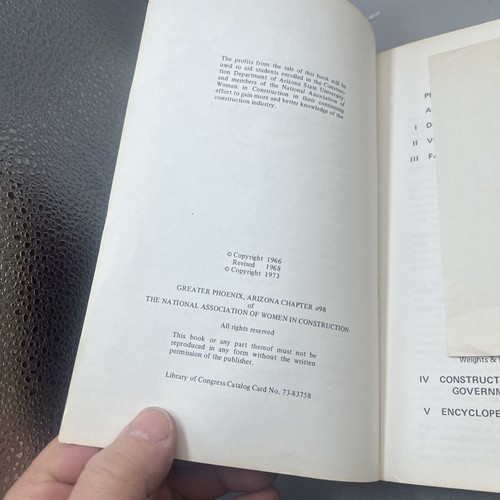 The profits from the sale of this book will be
used to aid students enrolled in the Construc-
tion Department of Arizona State University
and members of the National Association of
Women in Construction in their continuing
effort to gain more and better knowledge of the
construction industry.
© Copyright 1966
Revised 1968
© Copyright 1973
GREATER PHOENIX, ARIZONA CHAPTER #98
of
THE NATIONAL ASSOCIATION OF WOMEN IN CONSTRUCTION
All rights reserved
This book or any part thereof must not be
reproduced in any form without the written
permission of the publisher.
Library of Congress Catalog Card No. 73-83758
A
I D
II V
III
Weights &
IV CONSTRUCT
GOVERNM
V ENCYCLOPE